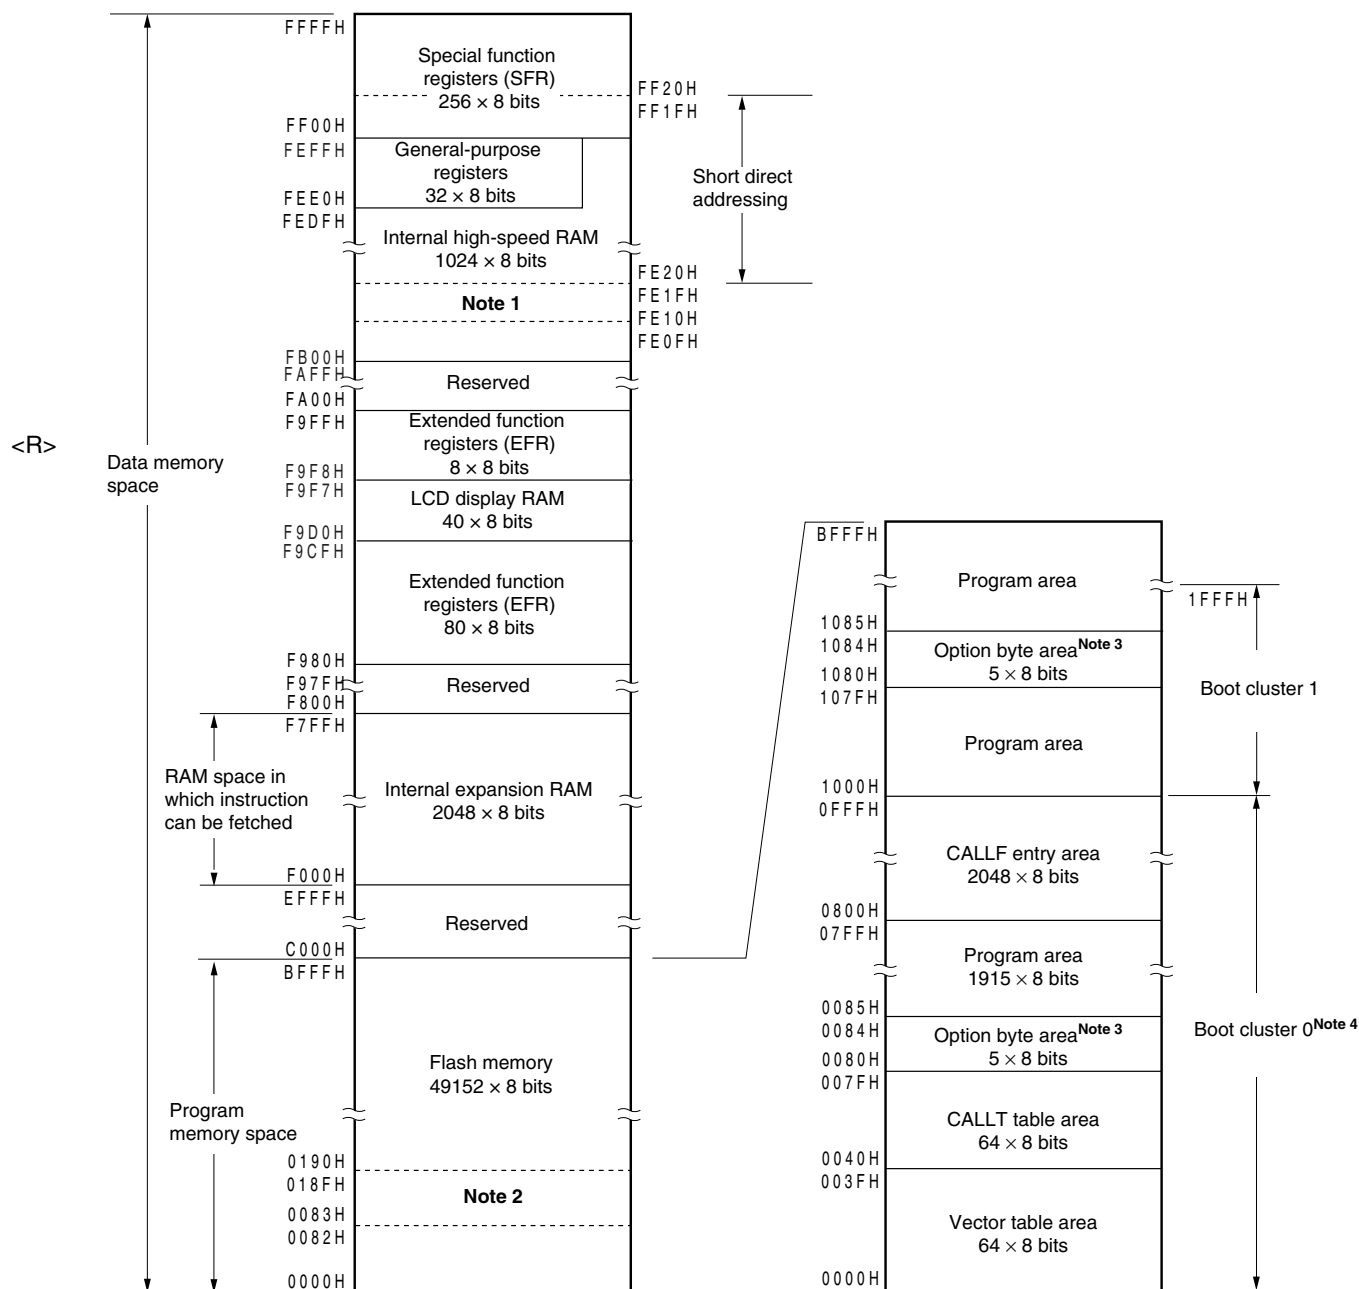 FFFFH
Special function
registers (SFR)
256 × 8 bits
FF20H
FF1FH
FF00H
FEFFH
General-purpose
registers
32 × 8 bits
Short direct
addressing
FEE0H
FEDFH
Internal high-speed RAM
1024 × 8 bits
FE20H
FE1FH
Note 1
FE10H
FE0FH
FB00H
FAFFH
Reserved
FA00H
F9FFH
Extended function
registers (EFR)
8 × 8 bits
<R>
Data memory
space
F9F8H
F9F7H
LCD display RAM
40 × 8 bits
F9D0H
F9CFH
Extended function
registers (EFR)
80 × 8 bits
F980H
F97FH
Reserved
F800H
F7FFH
RAM space in
which instruction
can be fetched
Internal expansion RAM
2048 × 8 bits
F000H
EFFFH
Reserved
C000H
BFFFH
Flash memory
49152 × 8 bits
Program
memory space
0190H
018FH
Note 2
0083H
0082H
0000H
BFFFH
Program area
1FFFH
1085H
1084H
Option byte area Note 3
5 × 8 bits
1080H
107FH
Boot cluster 1
Program area
1000H
0FFFH
CALLF entry area
2048 × 8 bits
0800H
07FFH
Program area
1915 × 8 bits
0085H
0084H
Option byte area Note 3
5 × 8 bits
Boot cluster 0 Note 4
0080H
007FH
CALLT table area
64 × 8 bits
0040H
003FH
Vector table area
64 × 8 bits
0000H